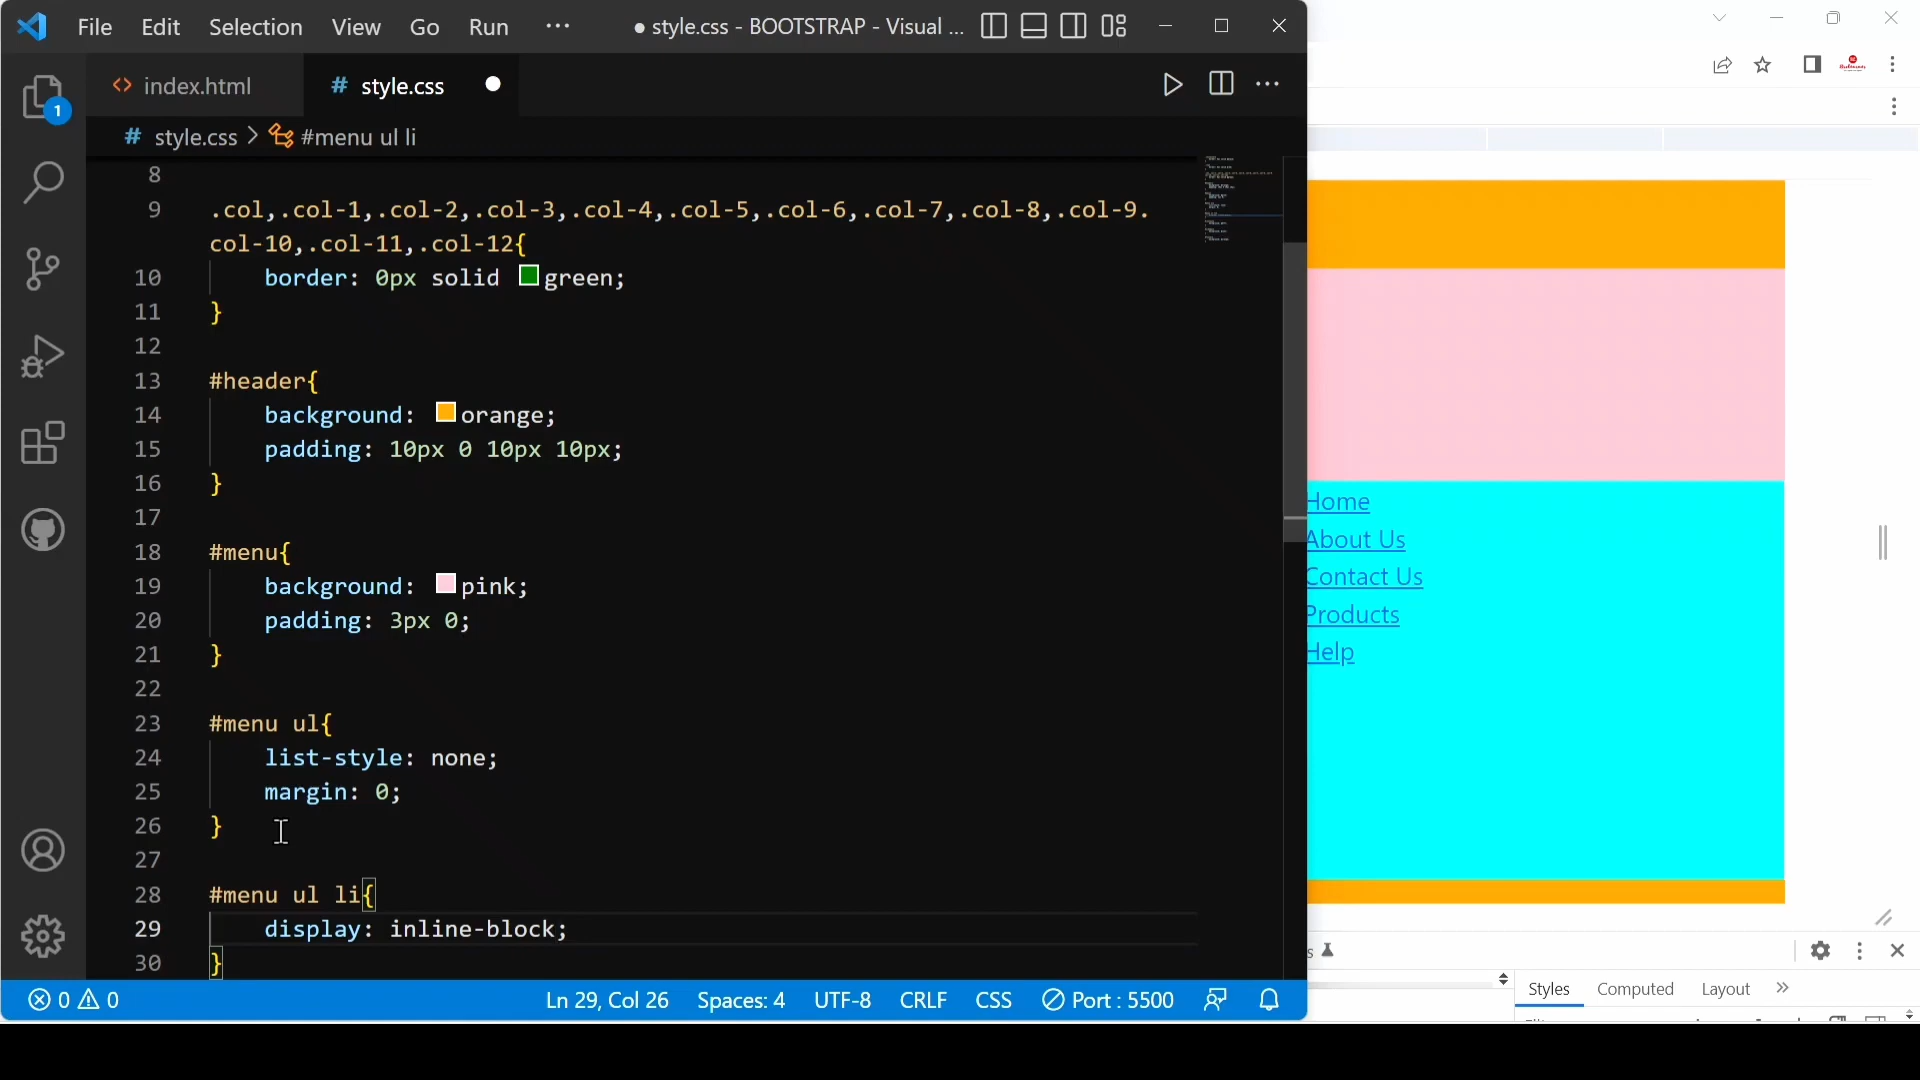 File Edit Selection View Go Run ··· ● style.css - BOOTSTRAP - Visual ...
<> index.html # style.css
1
# style.css > #menu ul li
8
9 .col,.col-1,.col-2,.col-3,.col-4,.col-5,.col-6,.col-7,.col-8,.col-9.
col-10,.col-11,.col-12{
10 border: 0px solid green;
11 }
12
13 #header{
14 background: orange;
15 padding: 10px 0 10px 10px;
16 }
17
18 #menu{
19 background: pink;
20 padding: 3px 0;
21 }
22
23 #menu ul{
24 list-style: none;
25 margin: 0;
26 }
27
28 #menu ul li{
29 display: inline-block;
30 }
0 0 Ln 29, Col 26 Spaces: 4 UTF-8 CRLF CSS Port : 5500
Home
About Us
Contact Us
Products
Help
s
Styles Computed Layout »